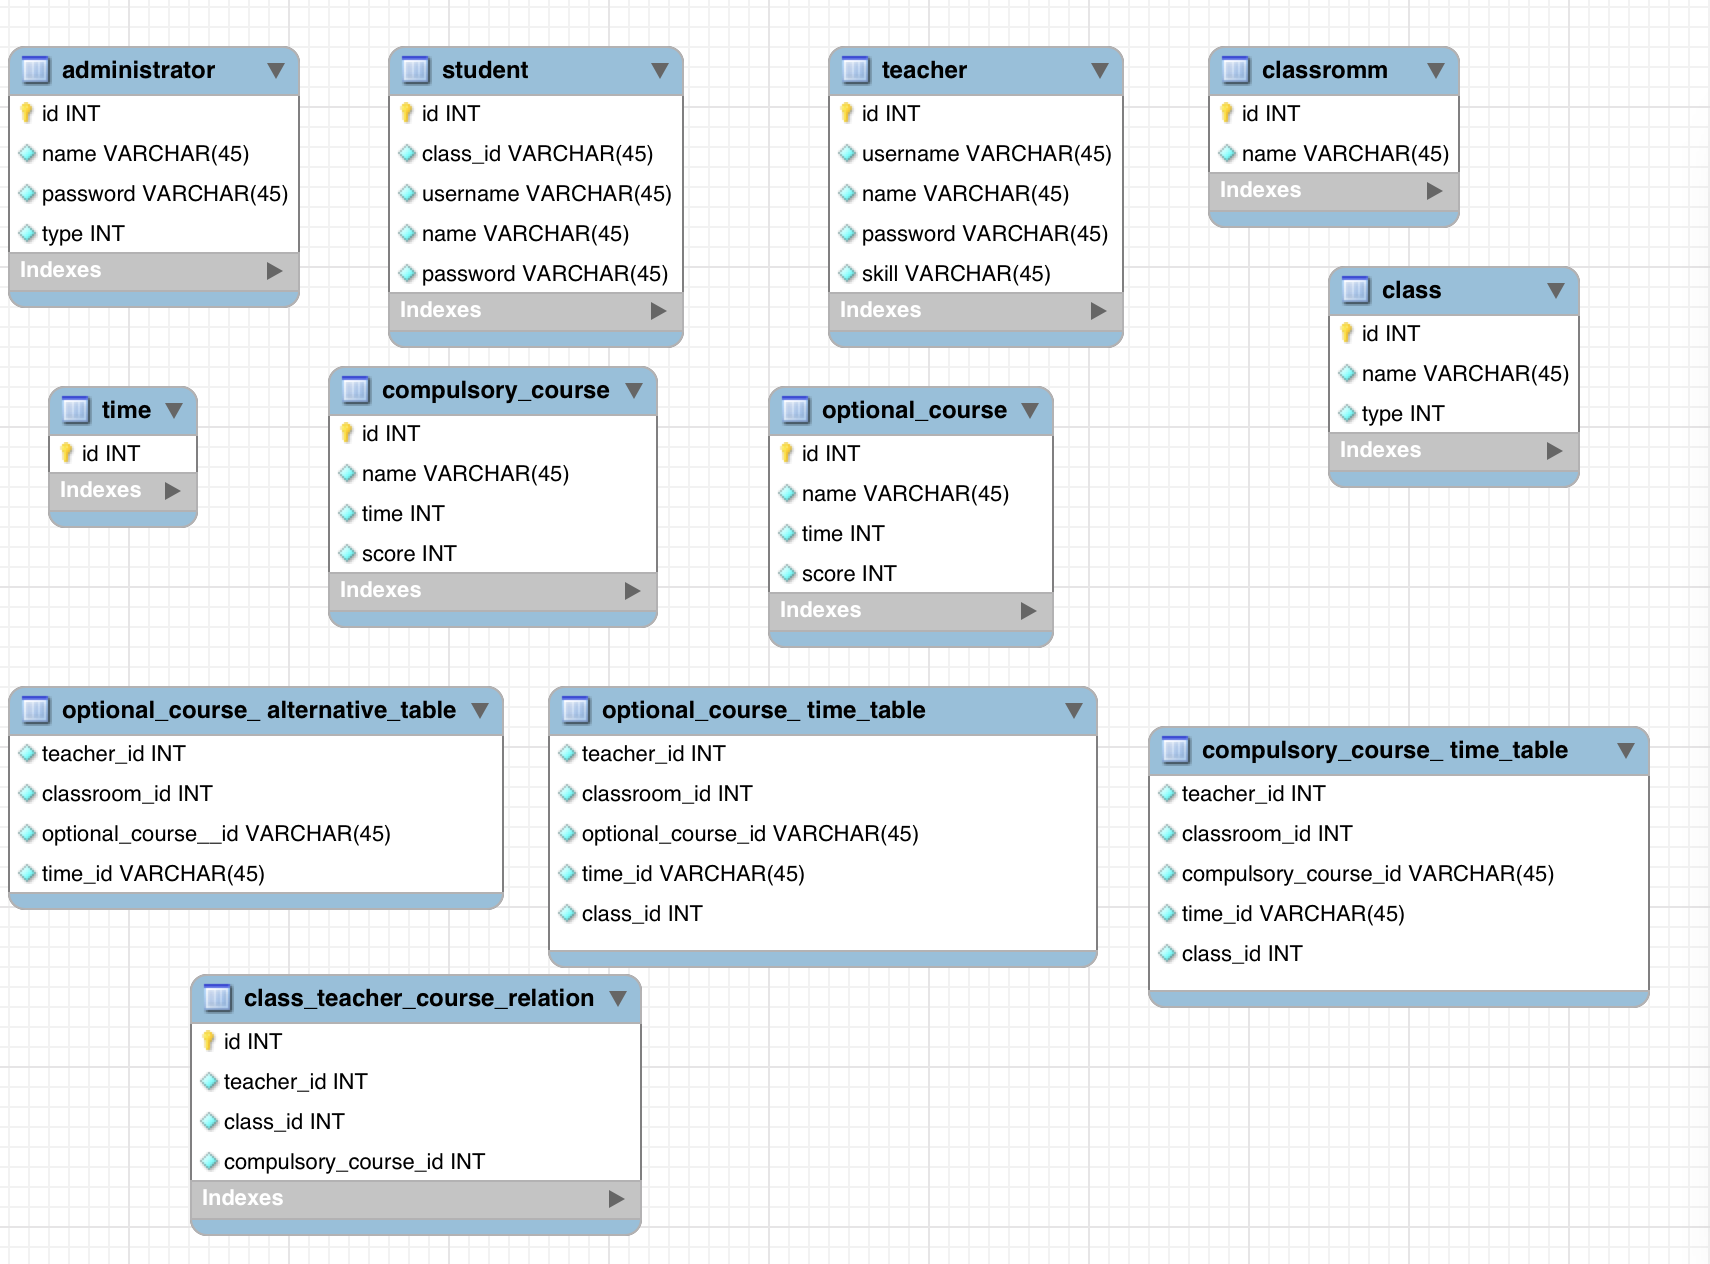 administrator
id INT
name VARCHAR(45)
password VARCHAR(45)
type INT
Indexes
student
id INT
class_id VARCHAR(45)
username VARCHAR(45)
name VARCHAR(45)
password VARCHAR(45)
Indexes
teacher
id INT
username VARCHAR(45)
name VARCHAR(45)
password VARCHAR(45)
skill VARCHAR(45)
Indexes
classromm
id INT
name VARCHAR(45)
Indexes
class
id INT
name VARCHAR(45)
type INT
Indexes
time
id INT
Indexes
compulsory_course
id INT
name VARCHAR(45)
time INT
score INT
Indexes
optional_course
id INT
name VARCHAR(45)
time INT
score INT
Indexes
optional_course_ alternative_table
teacher_id INT
classroom_id INT
optional_course__id VARCHAR(45)
time_id VARCHAR(45)
optional_course_ time_table
teacher_id INT
classroom_id INT
optional_course_id VARCHAR(45)
time_id VARCHAR(45)
class_id INT
compulsory_course_ time_table
teacher_id INT
classroom_id INT
compulsory_course_id VARCHAR(45)
time_id VARCHAR(45)
class_id INT
class_teacher_course_relation
id INT
teacher_id INT
class_id INT
compulsory_course_id INT
Indexes